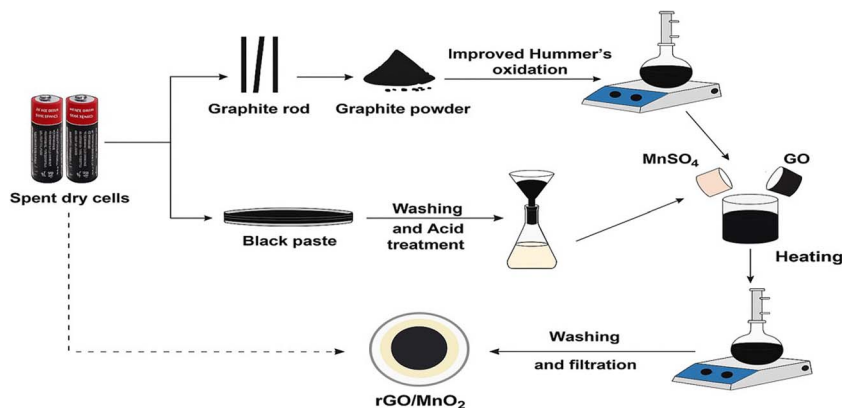 Graphite rod
Graphite powder
Improved Hummer's
oxidation
Spent dry cells
Black paste
Washing
and Acid
treatment
MnSO₄
GO
Heating
Washing
and filtration
rGO/MnO₂